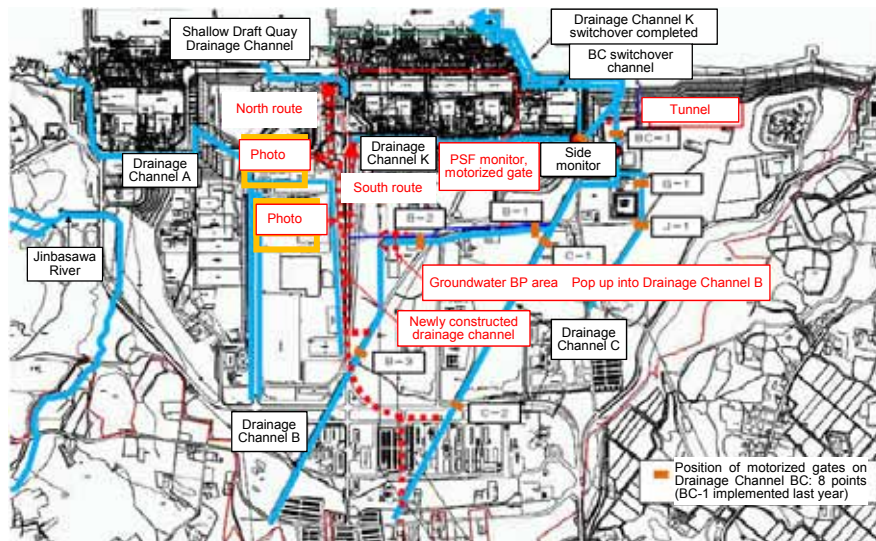 Shallow Draft Quay
Drainage Channel
Drainage Channel K
switchover completed
BC switchover
channel
North route
Tunnel
BC-1
Drainage
Channel A
Photo
Drainage
Channel K
PSF monitor,
motorized gate
Side
monitor
South route
G-1
Photo
B-2
B-1
J-1
Jinbasawa
River
C-1
Groundwater BP area Pop up into Drainage Channel B
Newly constructed
drainage channel
Drainage
Channel C
B-3
C-2
Drainage
Channel B
Position of motorized gates on
Drainage Channel BC: 8 points
(BC-1 implemented last year)